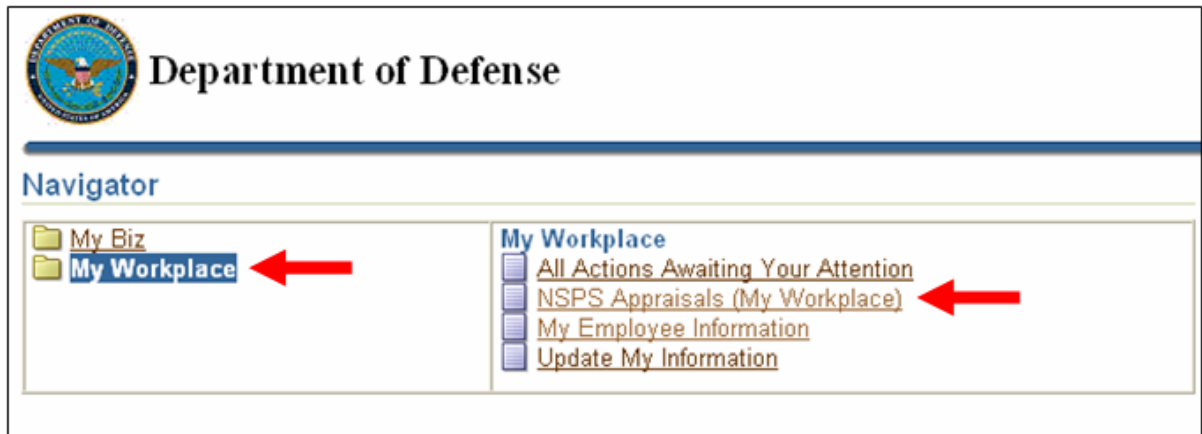 Department of Defense
Navigator
My Biz
My Workplace
My Workplace
All Actions Awaiting Your Attention
NSPS Appraisals (My Workplace)
My Employee Information
Update My Information